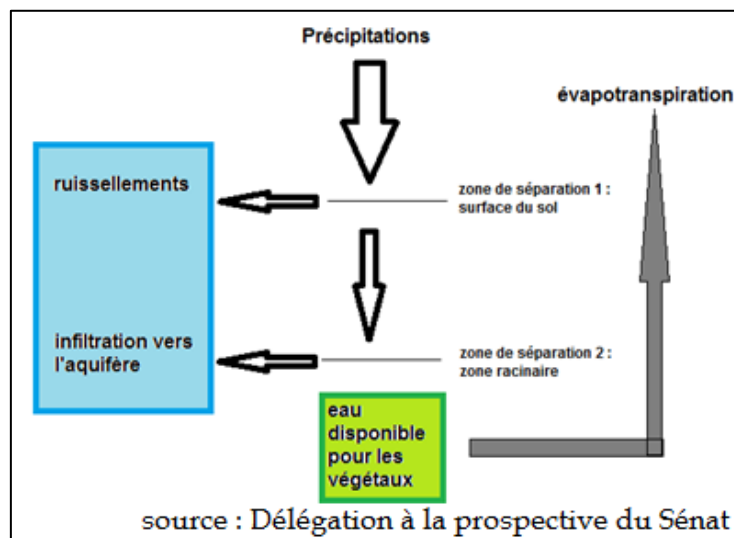 Précipitations
évapotranspiration
ruissellements
zone de séparation 1 :
surface du sol
infiltration vers
l'aquifère
zone de séparation 2 :
zone racinaire
eau
disponible
pour les
végétaux
source : Délégation à la prospective du Sénat